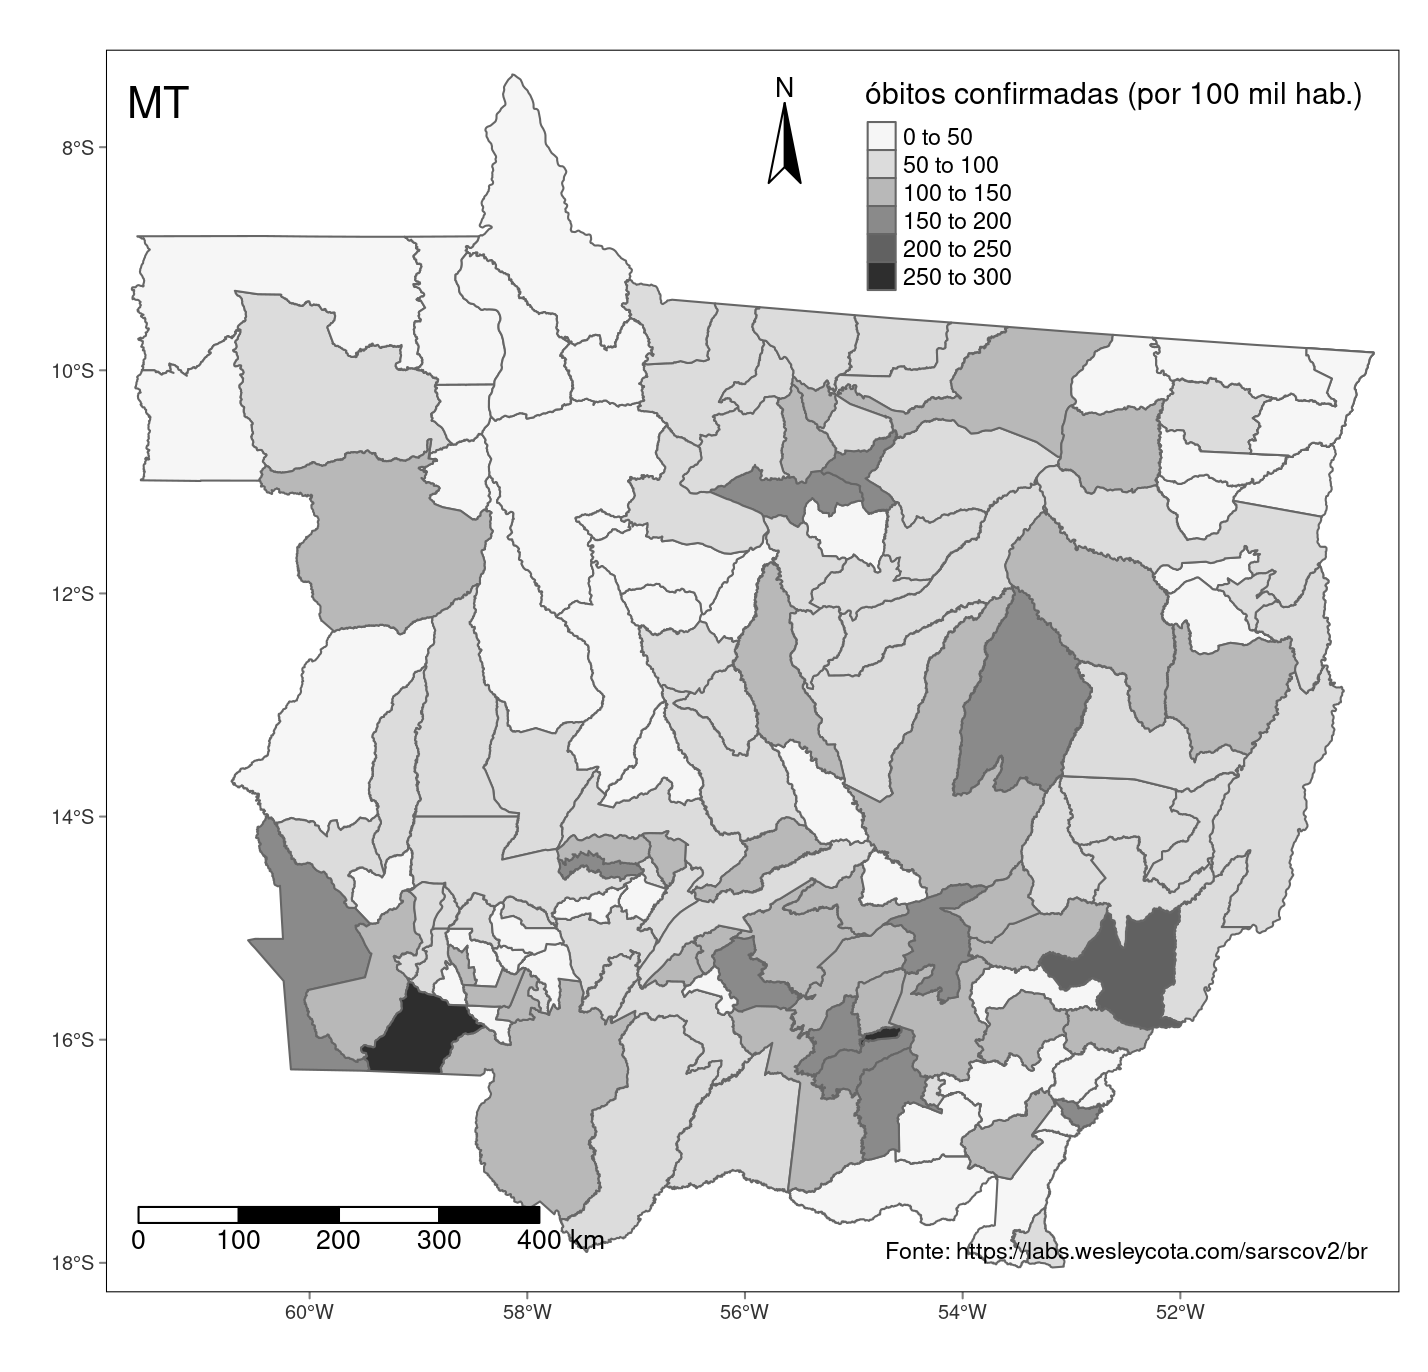 MT
N
óbitos confirmadas (por 100 mil hab.)
0 to 50
50 to 100
100 to 150
150 to 200
200 to 250
250 to 300
8°S
10°S
12°S
14°S
16°S
18°S
0 100 200 300 400 km
Fonte: https://labs.wesleycota.com/sarscov2/br
60°W 58°W 56°W 54°W 52°W